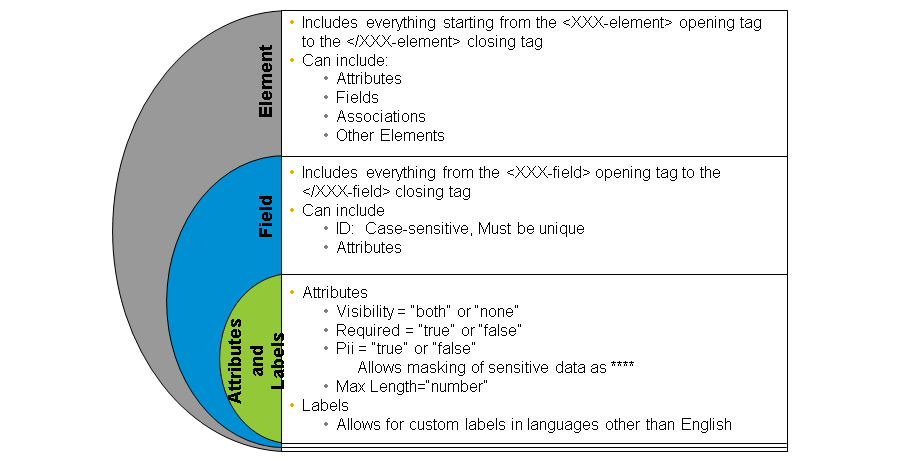 Element
Includes everything starting from the <XXX-element> opening tag
to the </XXX-element> closing tag
Can include:
Attributes
Fields
Associations
Other Elements
Field
Includes everything from the <XXX-field> opening tag to the
</XXX-field> closing tag
Can include
ID: Case-sensitive, Must be unique
Attributes
Attributes
and
Labels
Attributes
Visibility = “both” or “none”
Required = “true” or “false”
Pii = “true” or “false”
Allows masking of sensitive data as ****
Max Length=“number”
Labels
Allows for custom labels in languages other than English